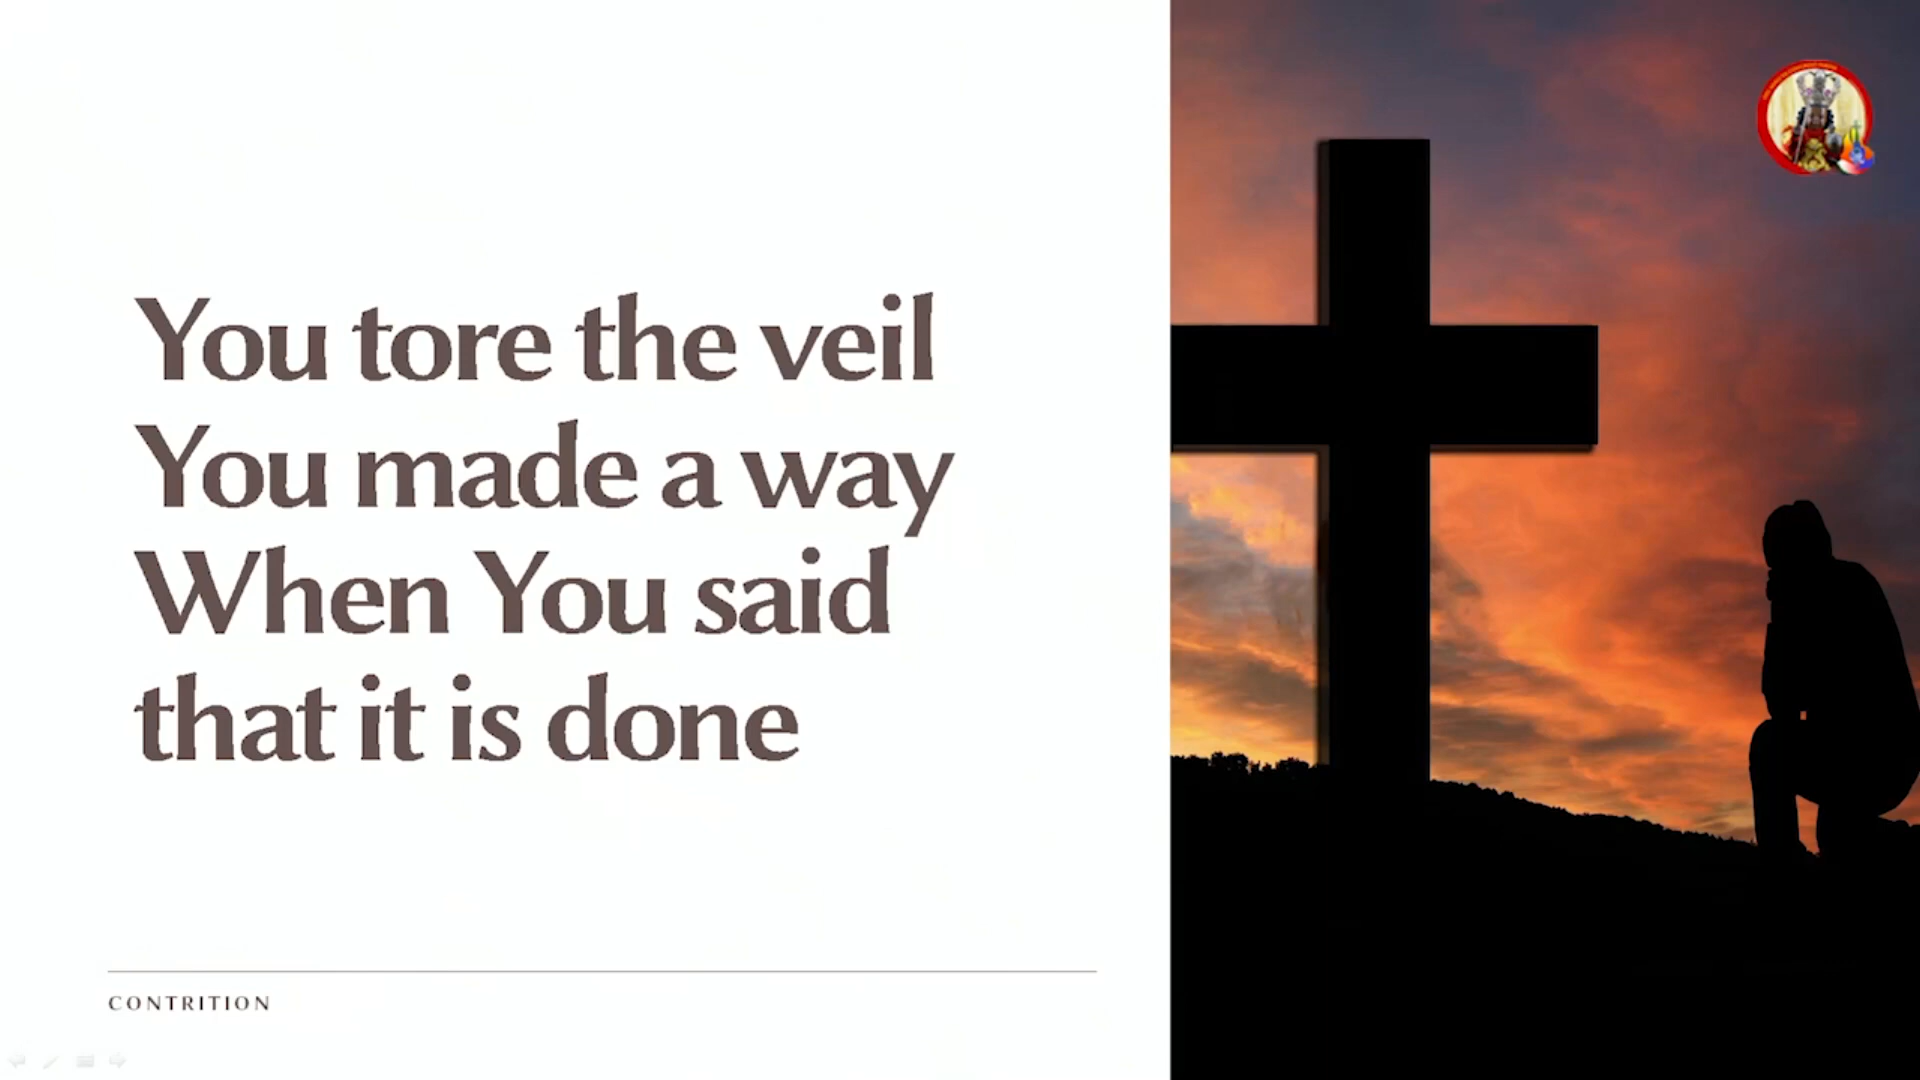 You tore the veil
You made a way
When You said
that it is done
CONTRITION